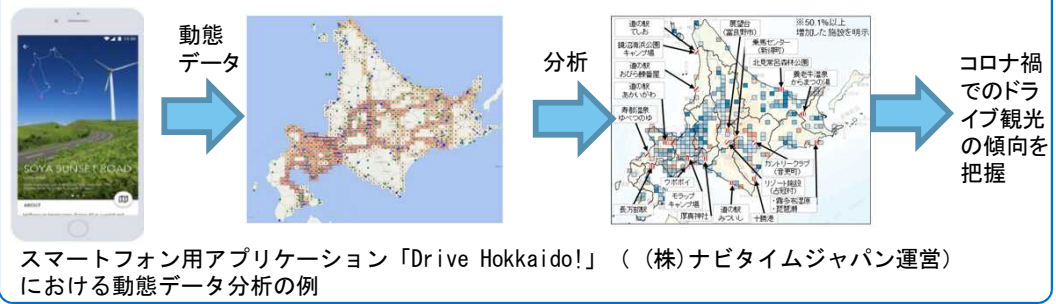 SOYA SUNSET ROAD
ABOUT
動態
データ
分析
※50.1%以上
増加した施設を明示
道の駅
てしお
鏡沼海浜公園
キャンプ場
道の駅
おびら鰊番屋
道の駅
あかいがわ
寿都温泉
ゆべつのゆ
長万部駅
ウポポイ
モラップ
キャンプ場
厚真神社
道の駅
みついし
十勝港
展望台
(富良野市)
乗馬センター
(新得町)
北見常呂森林公園
養老牛温泉
からまつの湯
カントリークラブ
(音更町)
リゾート施設
(占冠村)
・霧多布湿原
・琵琶瀬
コロナ禍
でのドラ
イブ観光
の傾向を
把握
スマートフォン用アプリケーション「Drive Hokkaido!」（(株)ナビタイムジャパン運営）
における動態データ分析の例